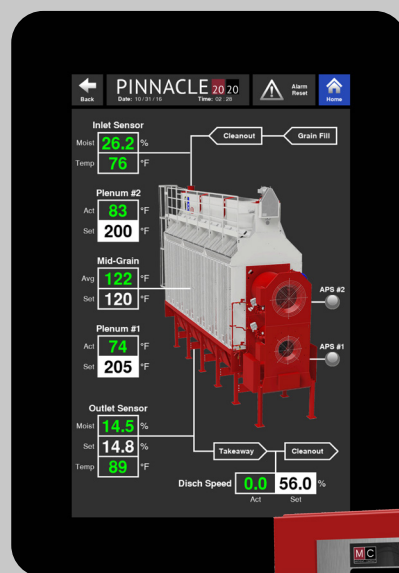 Back
PINNACLE 20 20
Date: 10/31/16 Time: 02:26
Alarm Reset
Home
Inlet Sensor
Moist 26.2 %
Temp 76 °F
Cleanout
Grain Fill
Plenum #2
Act 83 °F
Set 200 °F
Mid-Grain
Avg 122 °F
Set 120 °F
APS #2
Plenum #1
Act 74 °F
Set 205 °F
APS #1
Outlet Sensor
Moist 14.5 %
Set 14.8 %
Temp 89 °F
Takeaway
Cleanout
Disch Speed 0.0 56.0 %
Act Set
MC